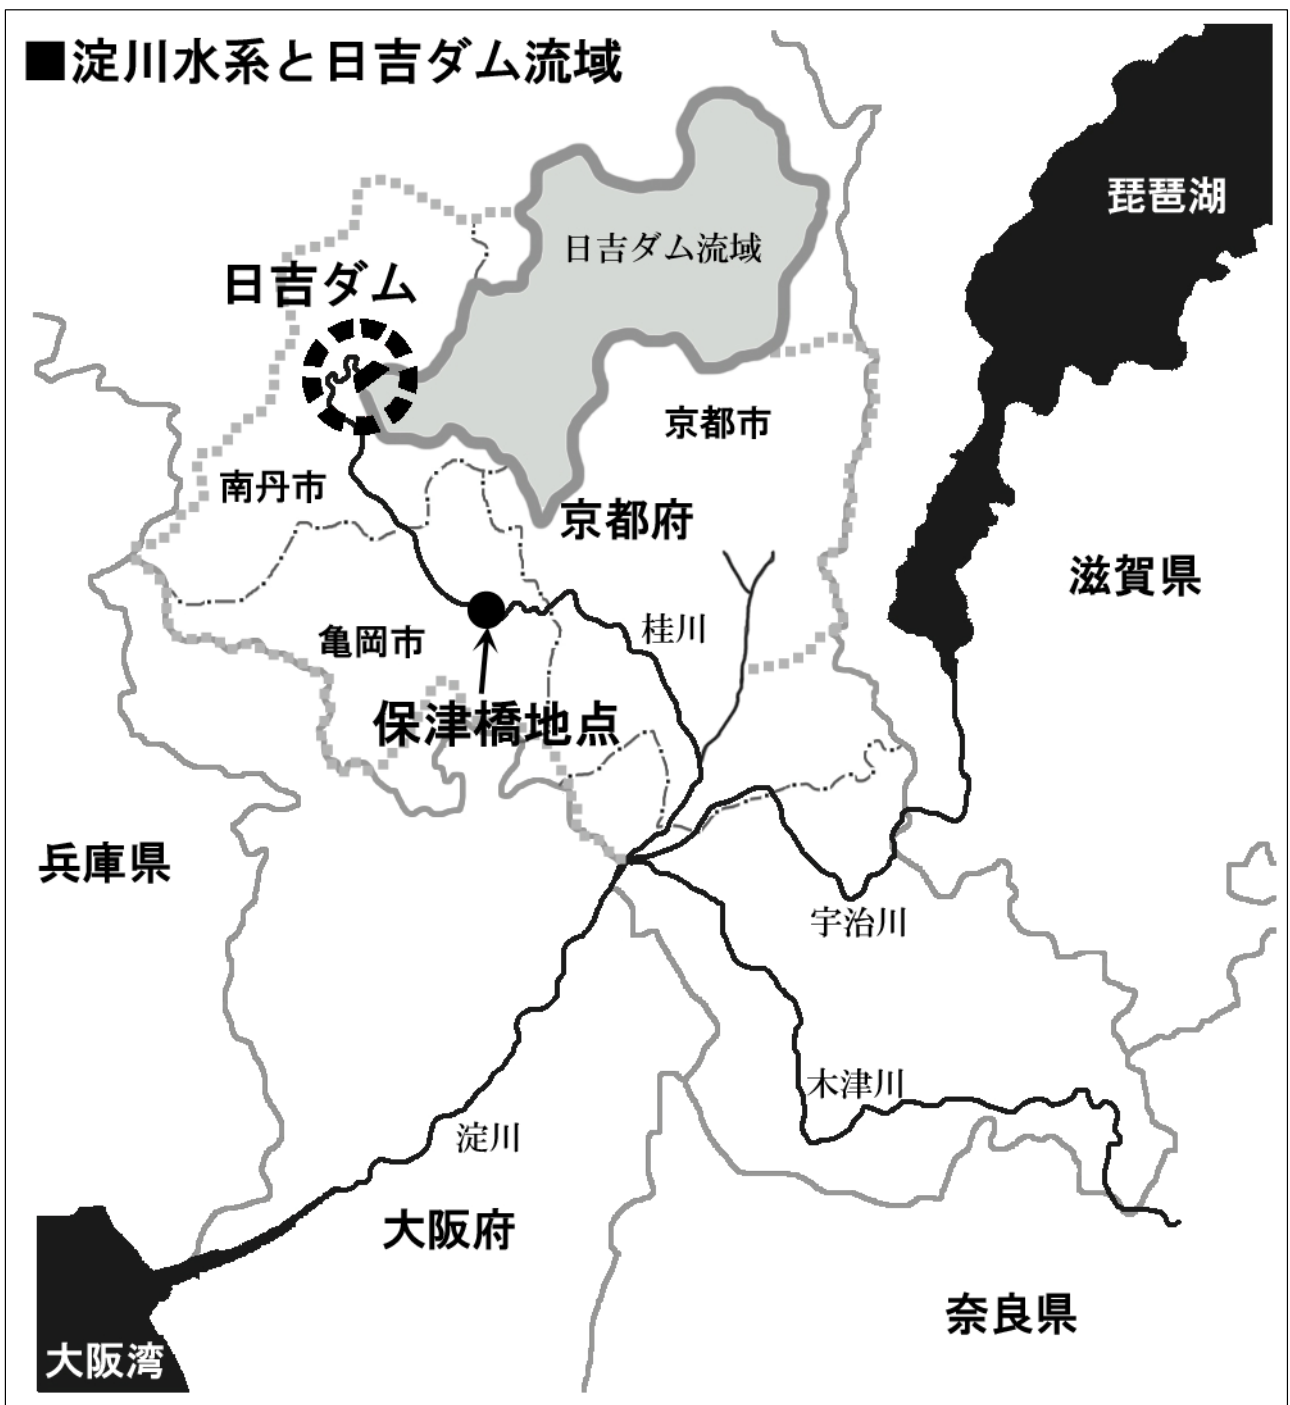 ■淀川水系と日吉ダム流域
琵琶湖
日吉ダム流域
日吉ダム
京都市
南丹市
京都府
滋賀県
桂川
亀岡市
保津橋地点
兵庫県
宇治川
木津川
淀川
大阪府
奈良県
大阪湾